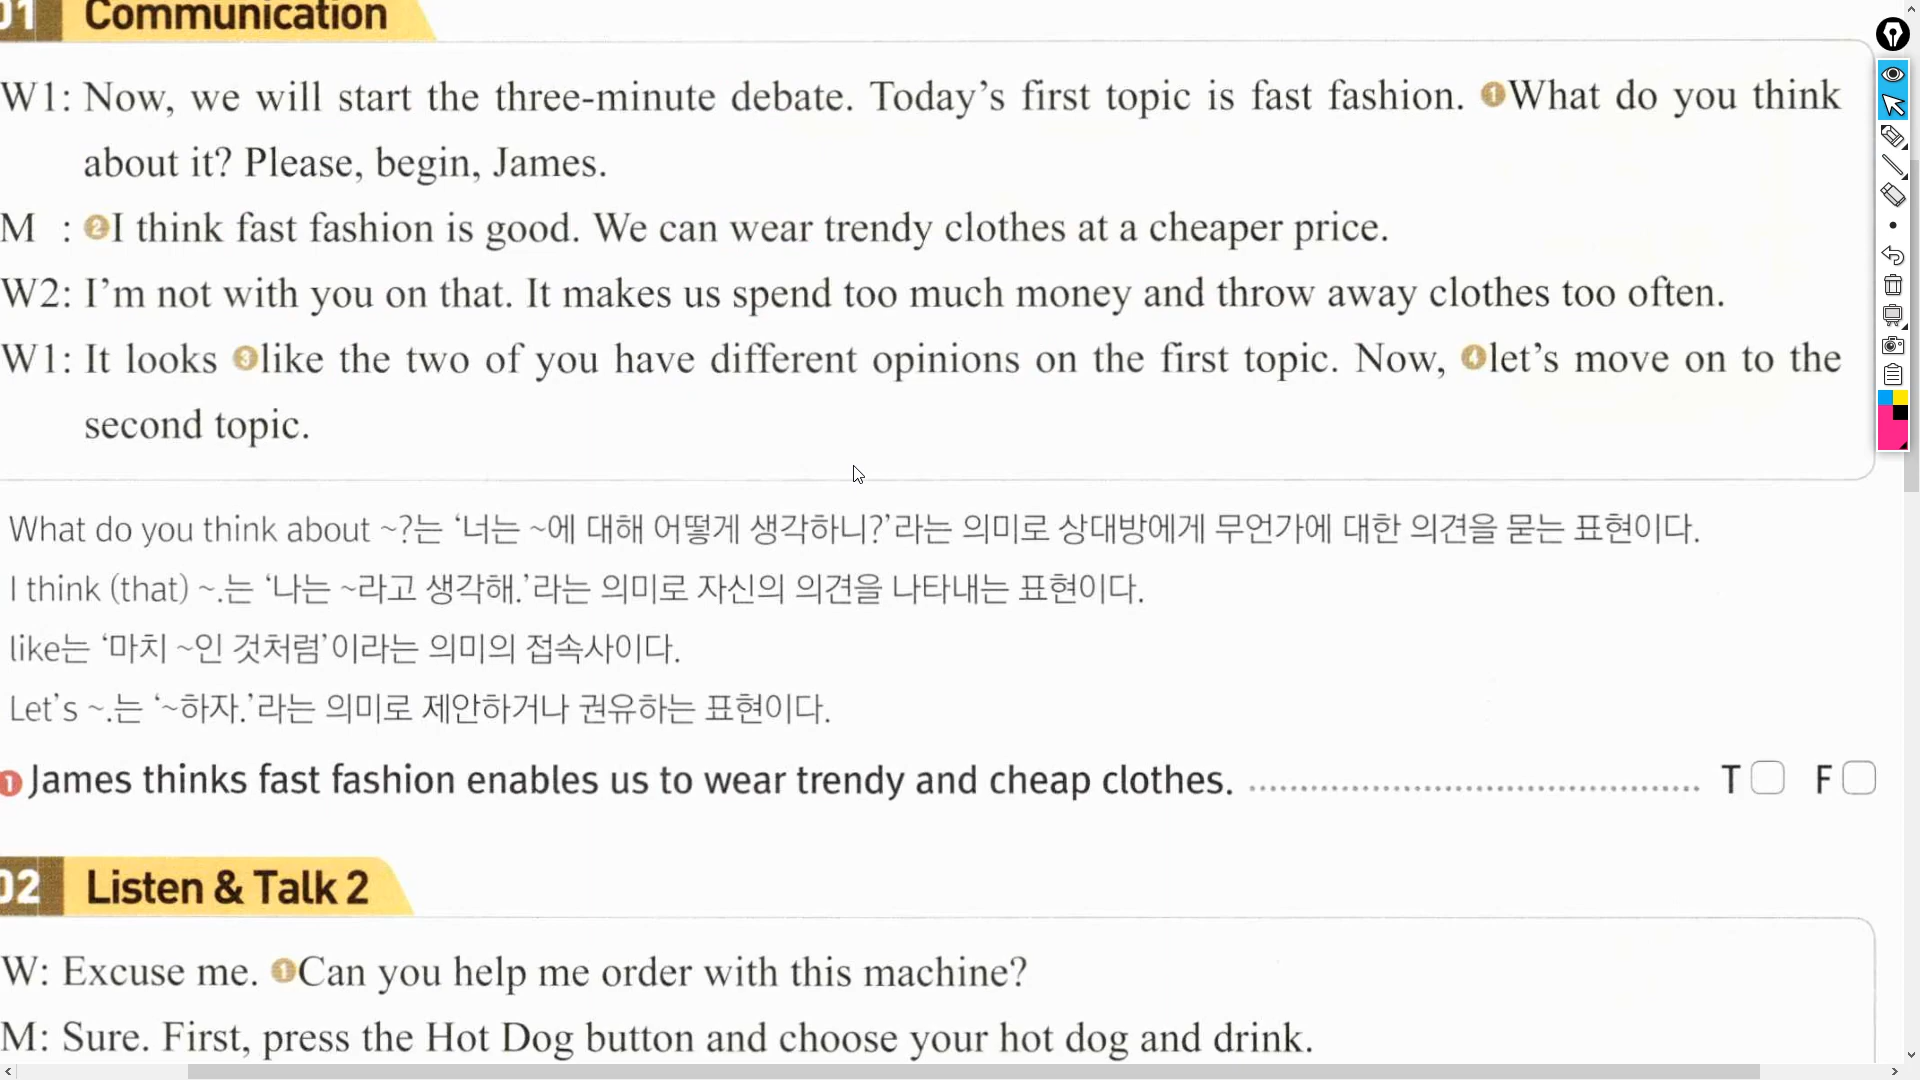 01 Communication
W1: Now, we will start the three-minute debate. Today's first topic is fast fashion. ❶What do you think
about it? Please, begin, James.
M : ❷I think fast fashion is good. We can wear trendy clothes at a cheaper price.
W2: I'm not with you on that. It makes us spend too much money and throw away clothes too often.
W1: It looks ❸like the two of you have different opinions on the first topic. Now, ❹let's move on to the
second topic.
What do you think about ~?는 '너는 ~에 대해 어떻게 생각하니?'라는 의미로 상대방에게 무언가에 대한 의견을 묻는 표현이다.
I think (that) ~.는 '나는 ~라고 생각해.'라는 의미로 자신의 의견을 나타내는 표현이다.
like는 '마치 ~인 것처럼'이라는 의미의 접속사이다.
Let's ~.는 '~하자.'라는 의미로 제안하거나 권유하는 표현이다.
❶ James thinks fast fashion enables us to wear trendy and cheap clothes. T F
02 Listen & Talk 2
W: Excuse me. ❶Can you help me order with this machine?
M: Sure. First, press the Hot Dog button and choose your hot dog and drink.